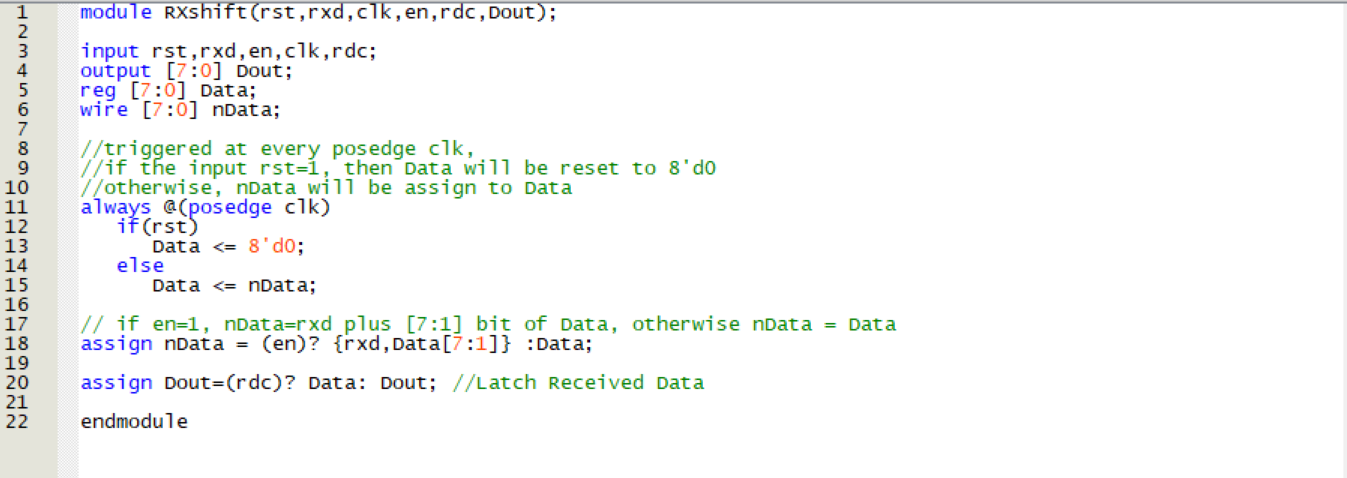 1 module RXshift(rst,rxd,clk,en,rdc,Dout);
2
3 input rst,rxd,en,clk,rdc;
4 output [7:0] Dout;
5 reg [7:0] Data;
6 wire [7:0] nData;
7
8 //triggered at every posedge clk,
9 //if the input rst=1, then Data will be reset to 8'd0
10 //otherwise, nData will be assign to Data
11 always @(posedge clk)
12 if(rst)
13 Data <= 8'd0;
14 else
15 Data <= nData;
16
17 // if en=1, nData=rxd plus [7:1] bit of Data, otherwise nData = Data
18 assign nData = (en)? {rxd,Data[7:1]} :Data;
19
20 assign Dout=(rdc)? Data: Dout; //Latch Received Data
21
22 endmodule